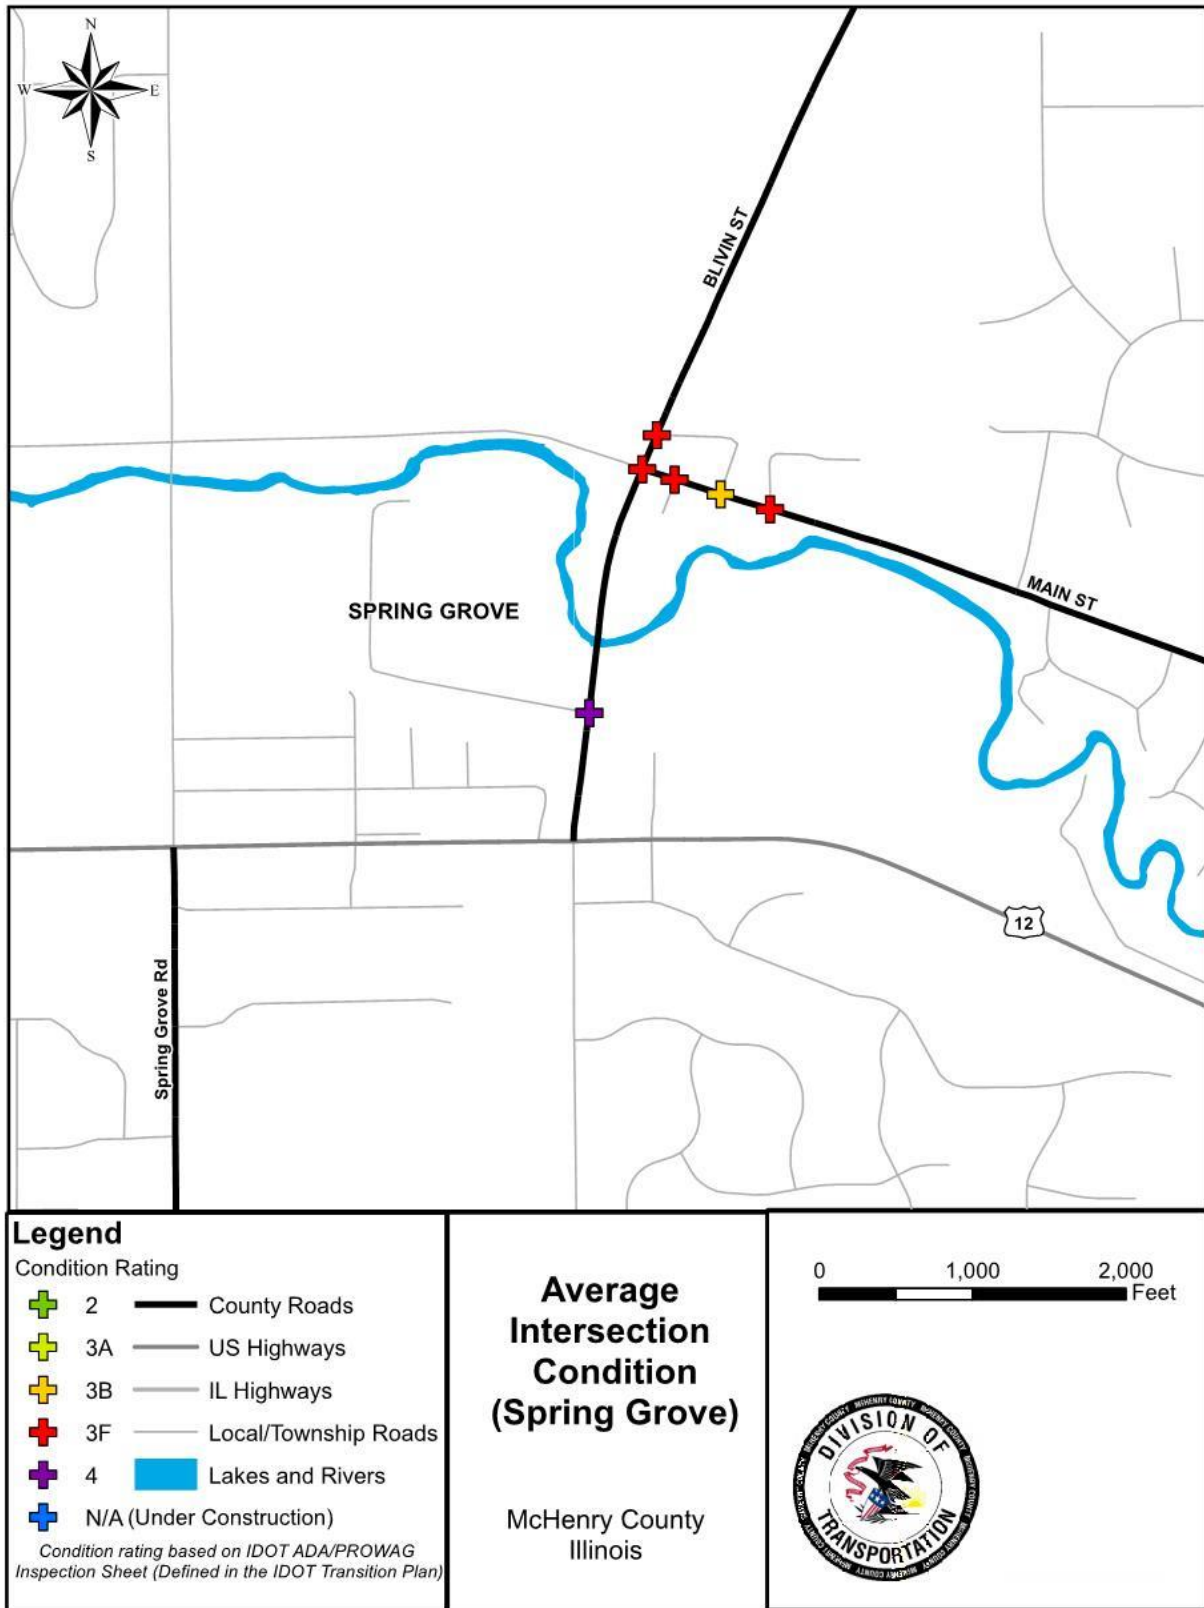 N
W
E
S
BLIVIN ST
MAIN ST
SPRING GROVE
12
Spring Grove Rd
Legend
Condition Rating
2 County Roads
3A US Highways
3B IL Highways
3F Local/Township Roads
4 Lakes and Rivers
N/A (Under Construction)
Condition rating based on IDOT ADA/PROWAG
Inspection Sheet (Defined in the IDOT Transition Plan)
Average
Intersection
Condition
(Spring Grove)
McHenry County
Illinois
0 1,000 2,000
Feet
DIVISION OF
TRANSPORTATION